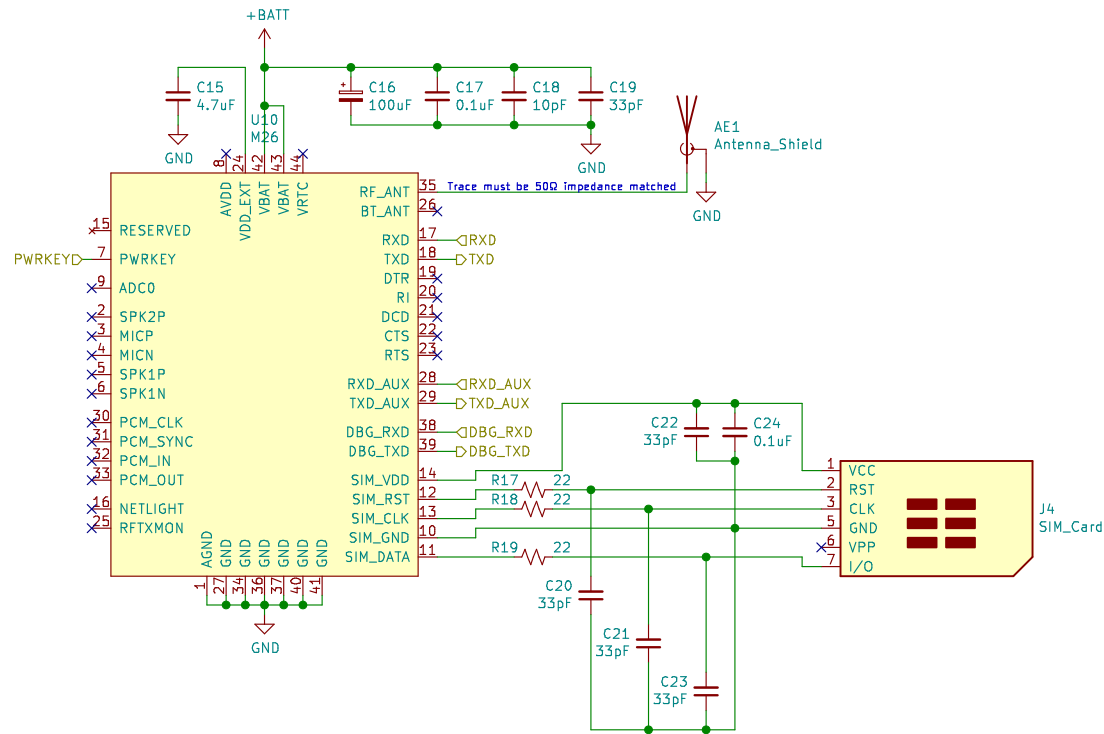 +BATT
C15
4.7uF
GND
U10
M26
C16
100uF
C17
0.1uF
C18
10pF
C19
33pF
GND
AE1
Antenna_Shield
GND
Trace must be 50Ω impedance matched
8
24
42
43
44
AVDD
VDD_EXT
VBAT
VBAT
VRTC
15
RESERVED
PWRKEY
7
PWRKEY
9
ADC0
2
SPK2P
3
MICP
4
MICN
5
SPK1P
6
SPK1N
30
PCM_CLK
31
PCM_SYNC
32
PCM_IN
33
PCM_OUT
16
NETLIGHT
25
RFTXMON
RF_ANT
35
BT_ANT
26
RXD
17
RXD
TXD
18
TXD
DTR
19
RI
20
DCD
21
CTS
22
RTS
23
RXD_AUX
28
RXD_AUX
TXD_AUX
29
TXD_AUX
DBG_RXD
38
DBG_RXD
DBG_TXD
39
DBG_TXD
SIM_VDD
14
SIM_RST
12
SIM_CLK
13
SIM_GND
10
SIM_DATA
11
AGND
GND
GND
GND
GND
GND
GND
1
27
34
36
37
40
41
GND
R17
22
R18
22
R19
22
C22
33pF
C24
0.1uF
C20
33pF
C21
33pF
C23
33pF
1
VCC
2
RST
3
CLK
5
GND
6
VPP
7
I/O
J4
SIM_Card